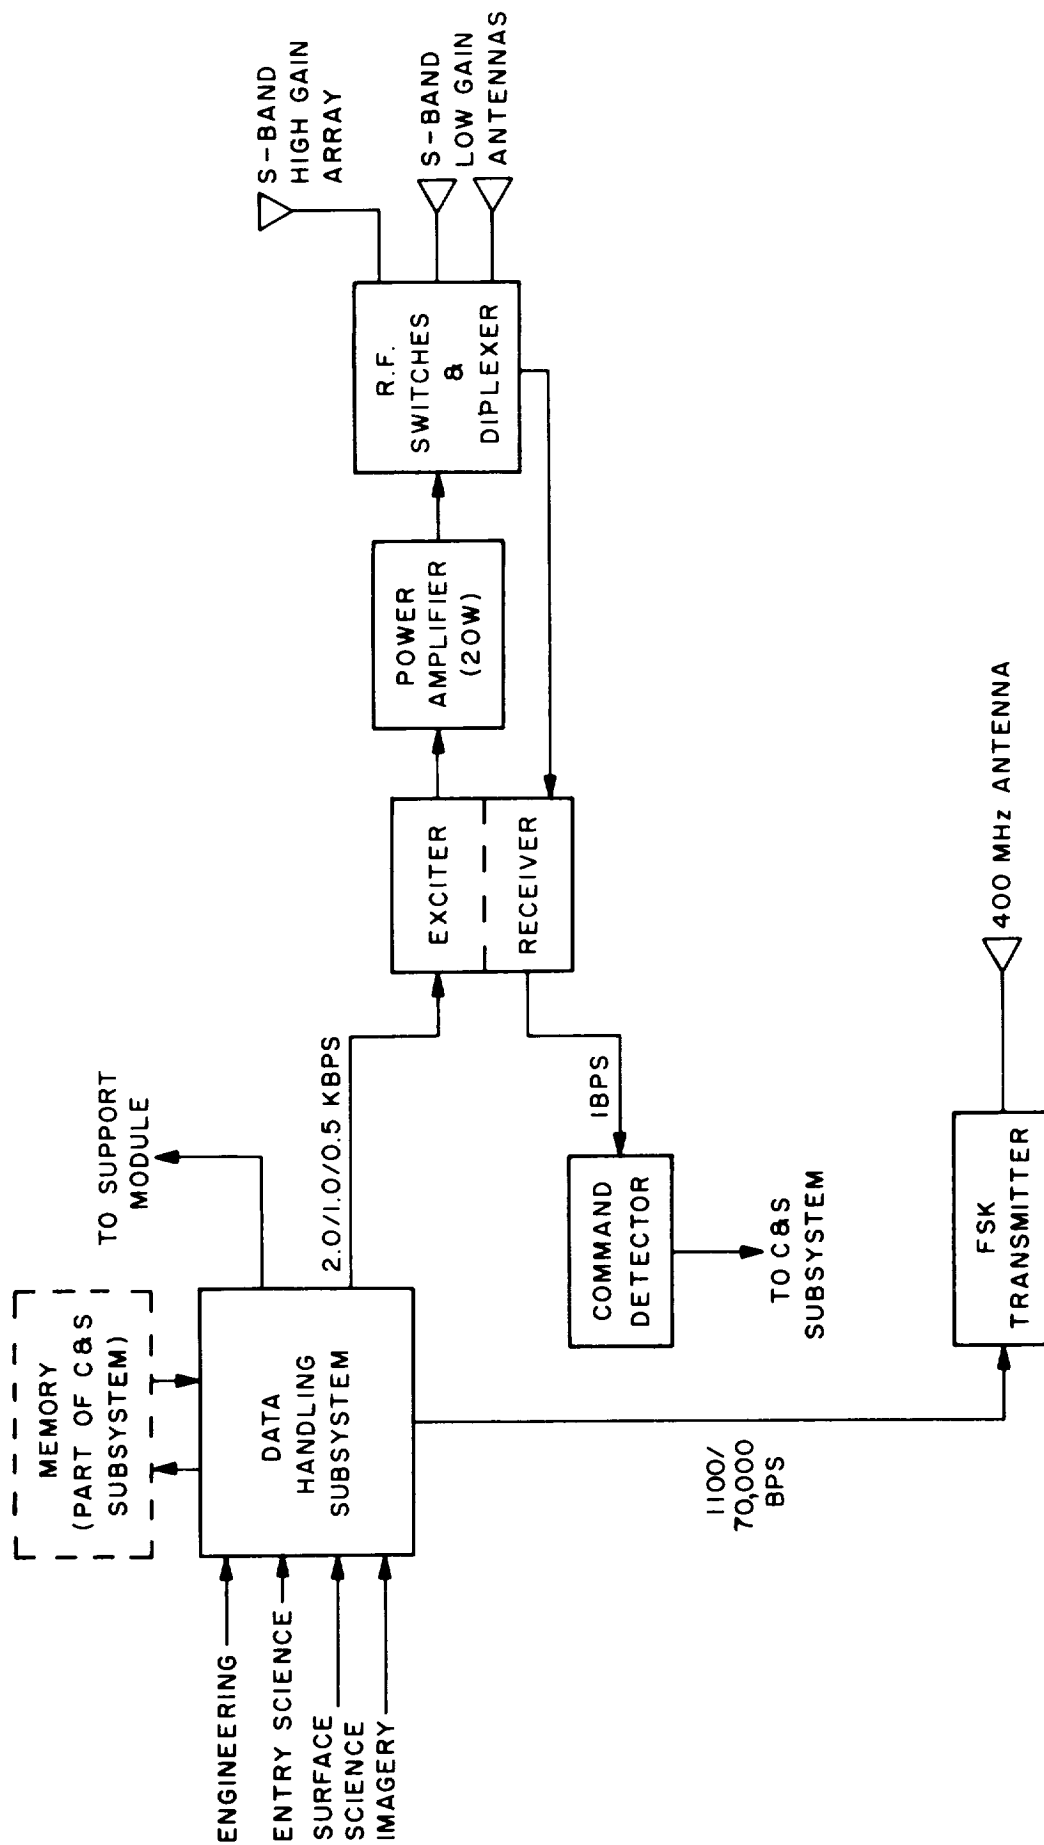 MEMORY
(PART OF C&S
SUBSYSTEM)
TO SUPPORT
MODULE
ENGINEERING
ENTRY SCIENCE
SURFACE
SCIENCE
IMAGERY
DATA
HANDLING
SUBSYSTEM
2.0/1.0/0.5 KBPS
EXCITER
RECEIVER
POWER
AMPLIFIER
(20W)
R.F.
SWITCHES
&
DIPLEXER
S-BAND
HIGH GAIN
ARRAY
S-BAND
LOW GAIN
ANTENNAS
1BPS
COMMAND
DETECTOR
TO C&S
SUBSYSTEM
1100/
70,000
BPS
FSK
TRANSMITTER
400 MHz ANTENNA